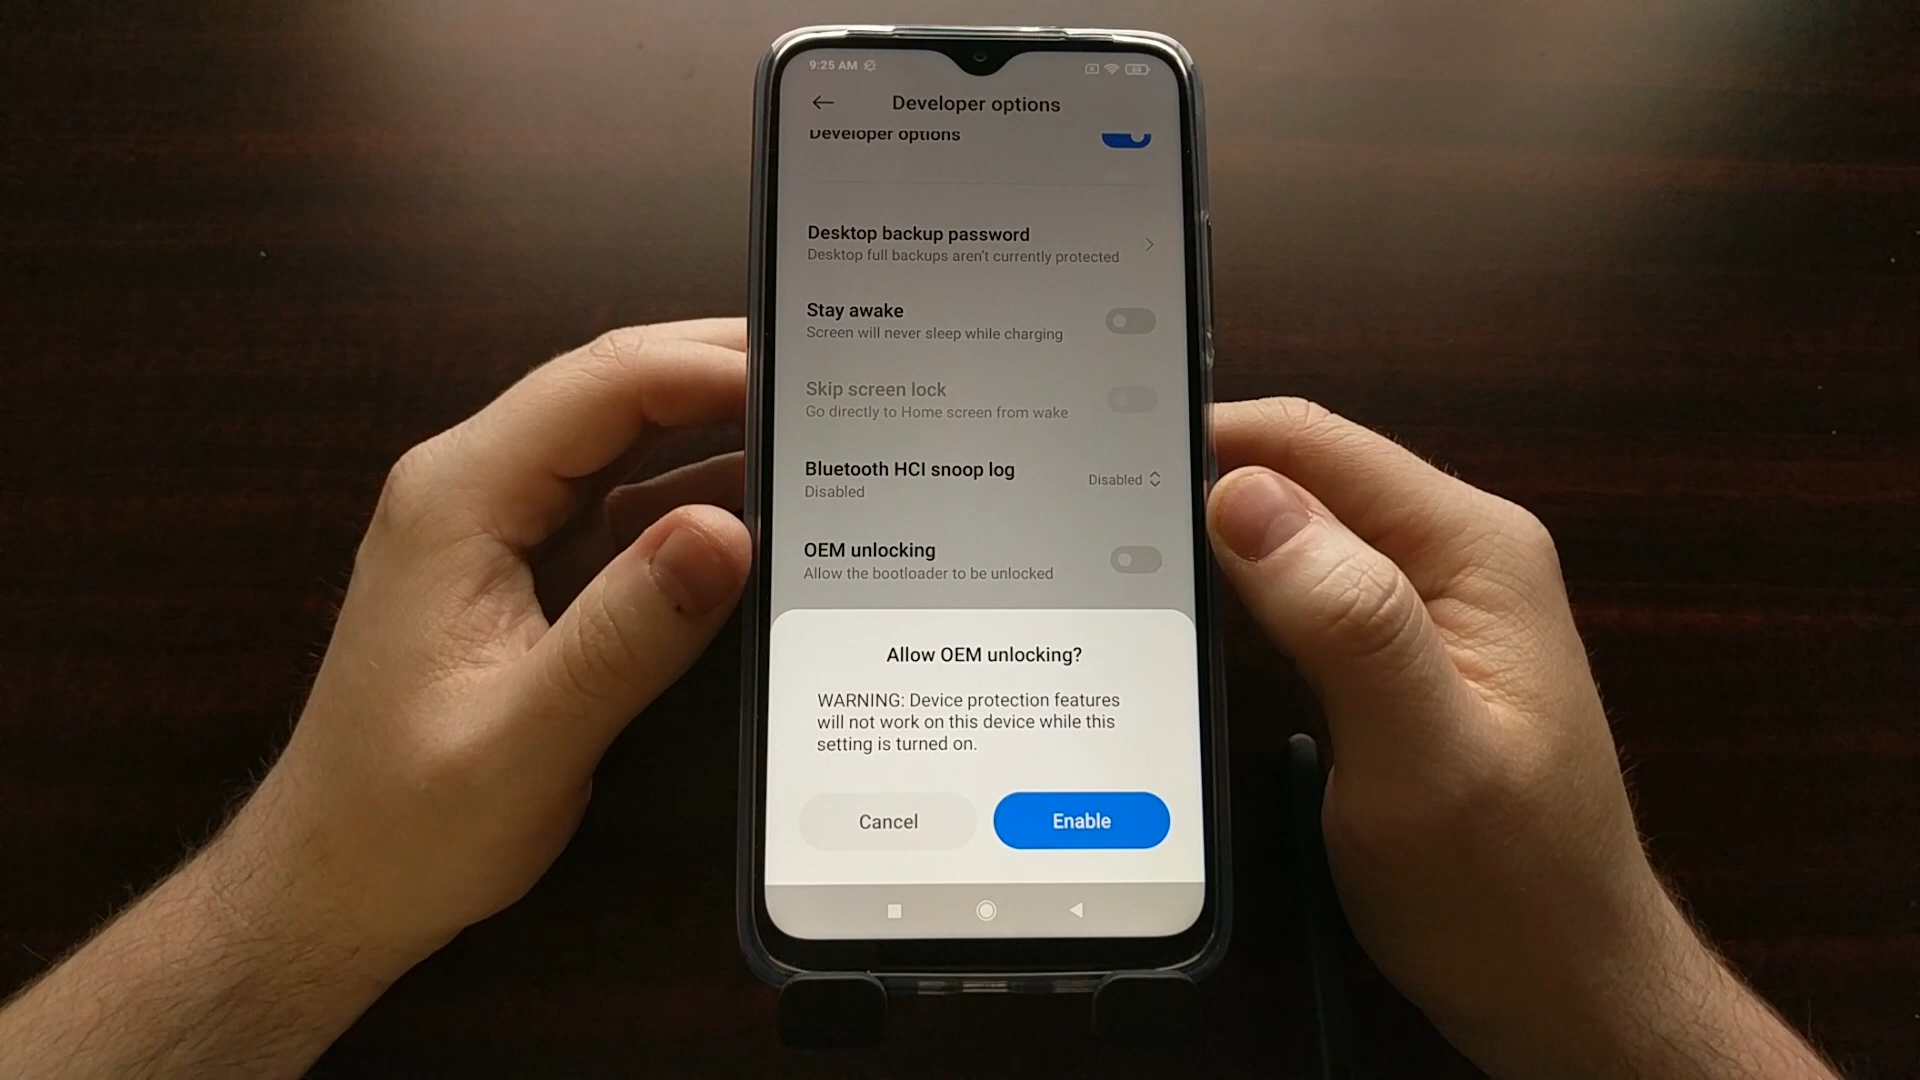 9:25 AM
Developer options
Developer options
Desktop backup password
Desktop full backups aren't currently protected
Stay awake
Screen will never sleep while charging
Skip screen lock
Go directly to Home screen from wake
Bluetooth HCI snoop log
Disabled
Disabled
OEM unlocking
Allow the bootloader to be unlocked
Allow OEM unlocking?
WARNING: Device protection features
will not work on this device while this
setting is turned on.
Cancel
Enable